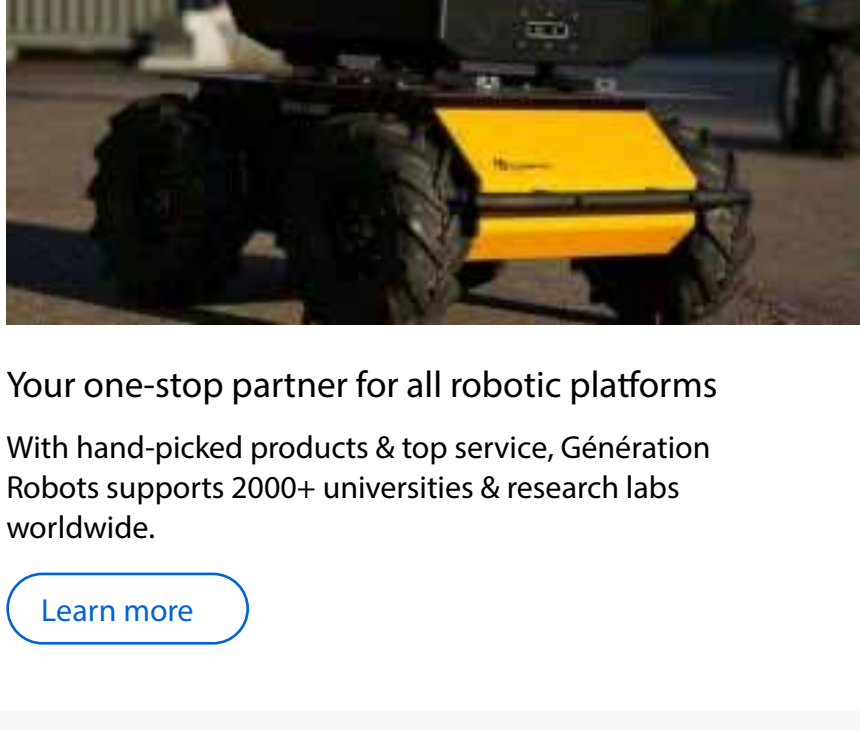 Your one-stop partner for all robotic platforms
With hand-picked products & top service, Génération
Robots supports 2000+ universities & research labs
worldwide.
Learn more